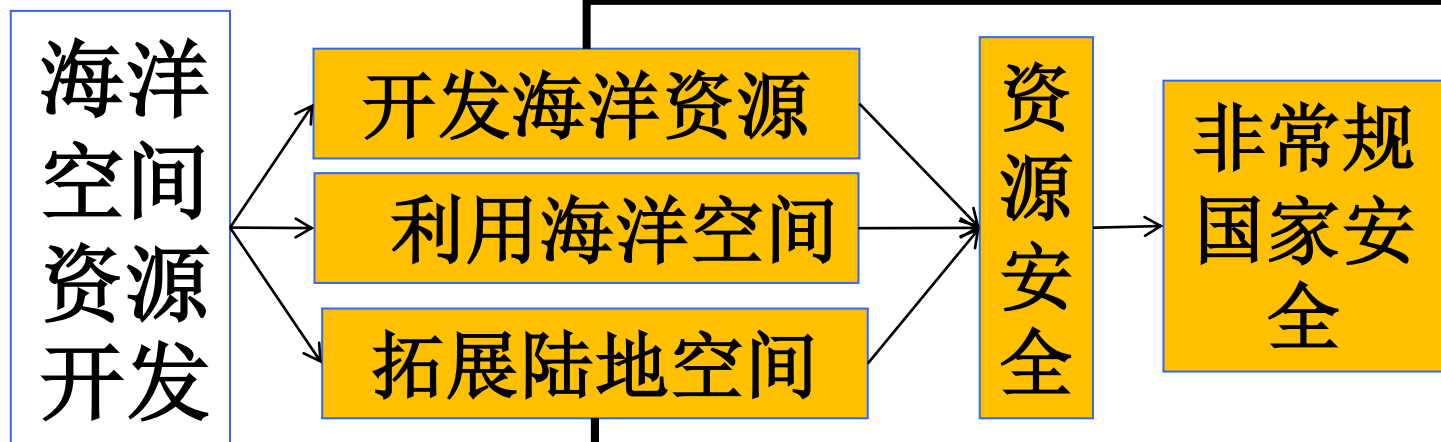 海洋
空间
资源
开发
开发海洋资源
利用海洋空间
拓展陆地空间
资
源
安
全
非常规
国家安
全